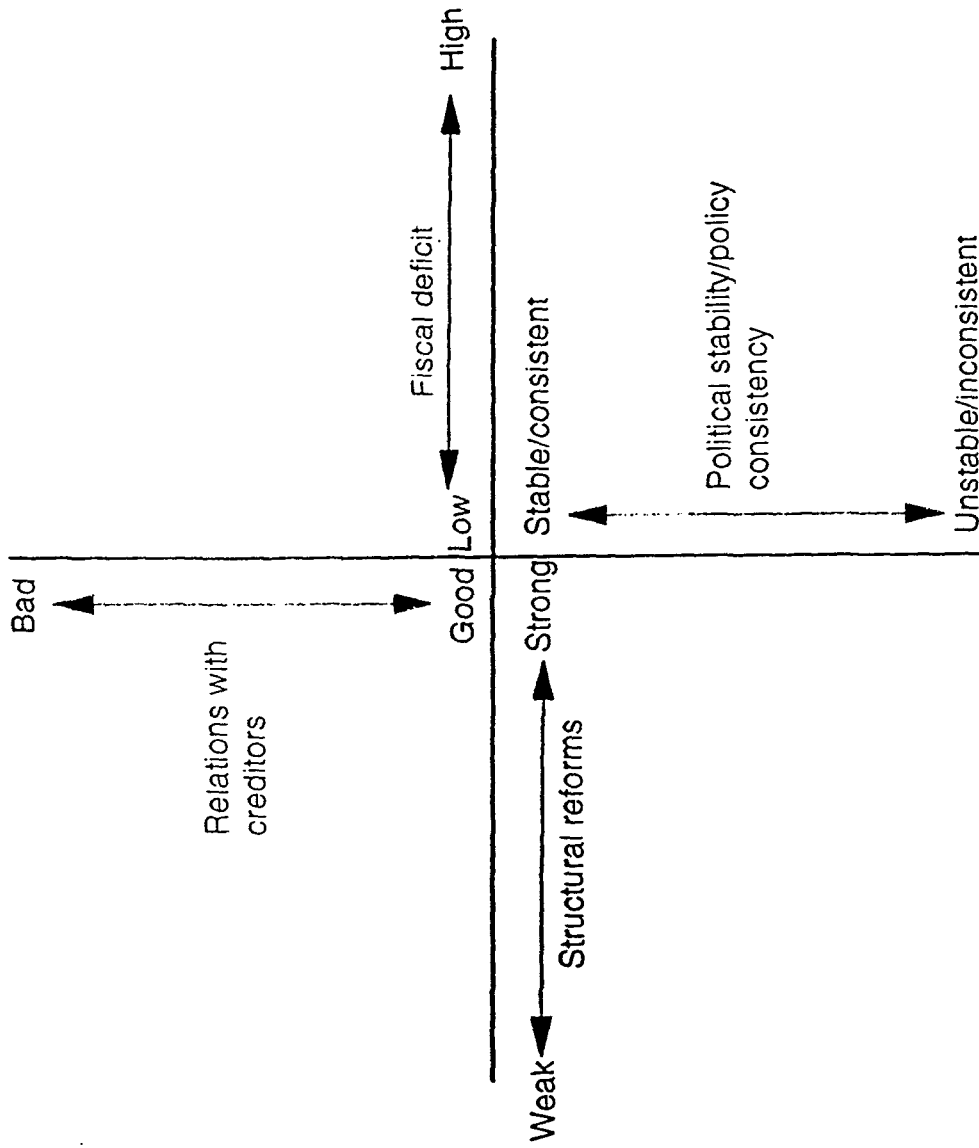 Bad
Relations with
creditors
Good
Low
Fiscal deficit
High
Weak
Structural reforms
Strong
Stable/consistent
Political stability/policy
consistency
Unstable/inconsistent